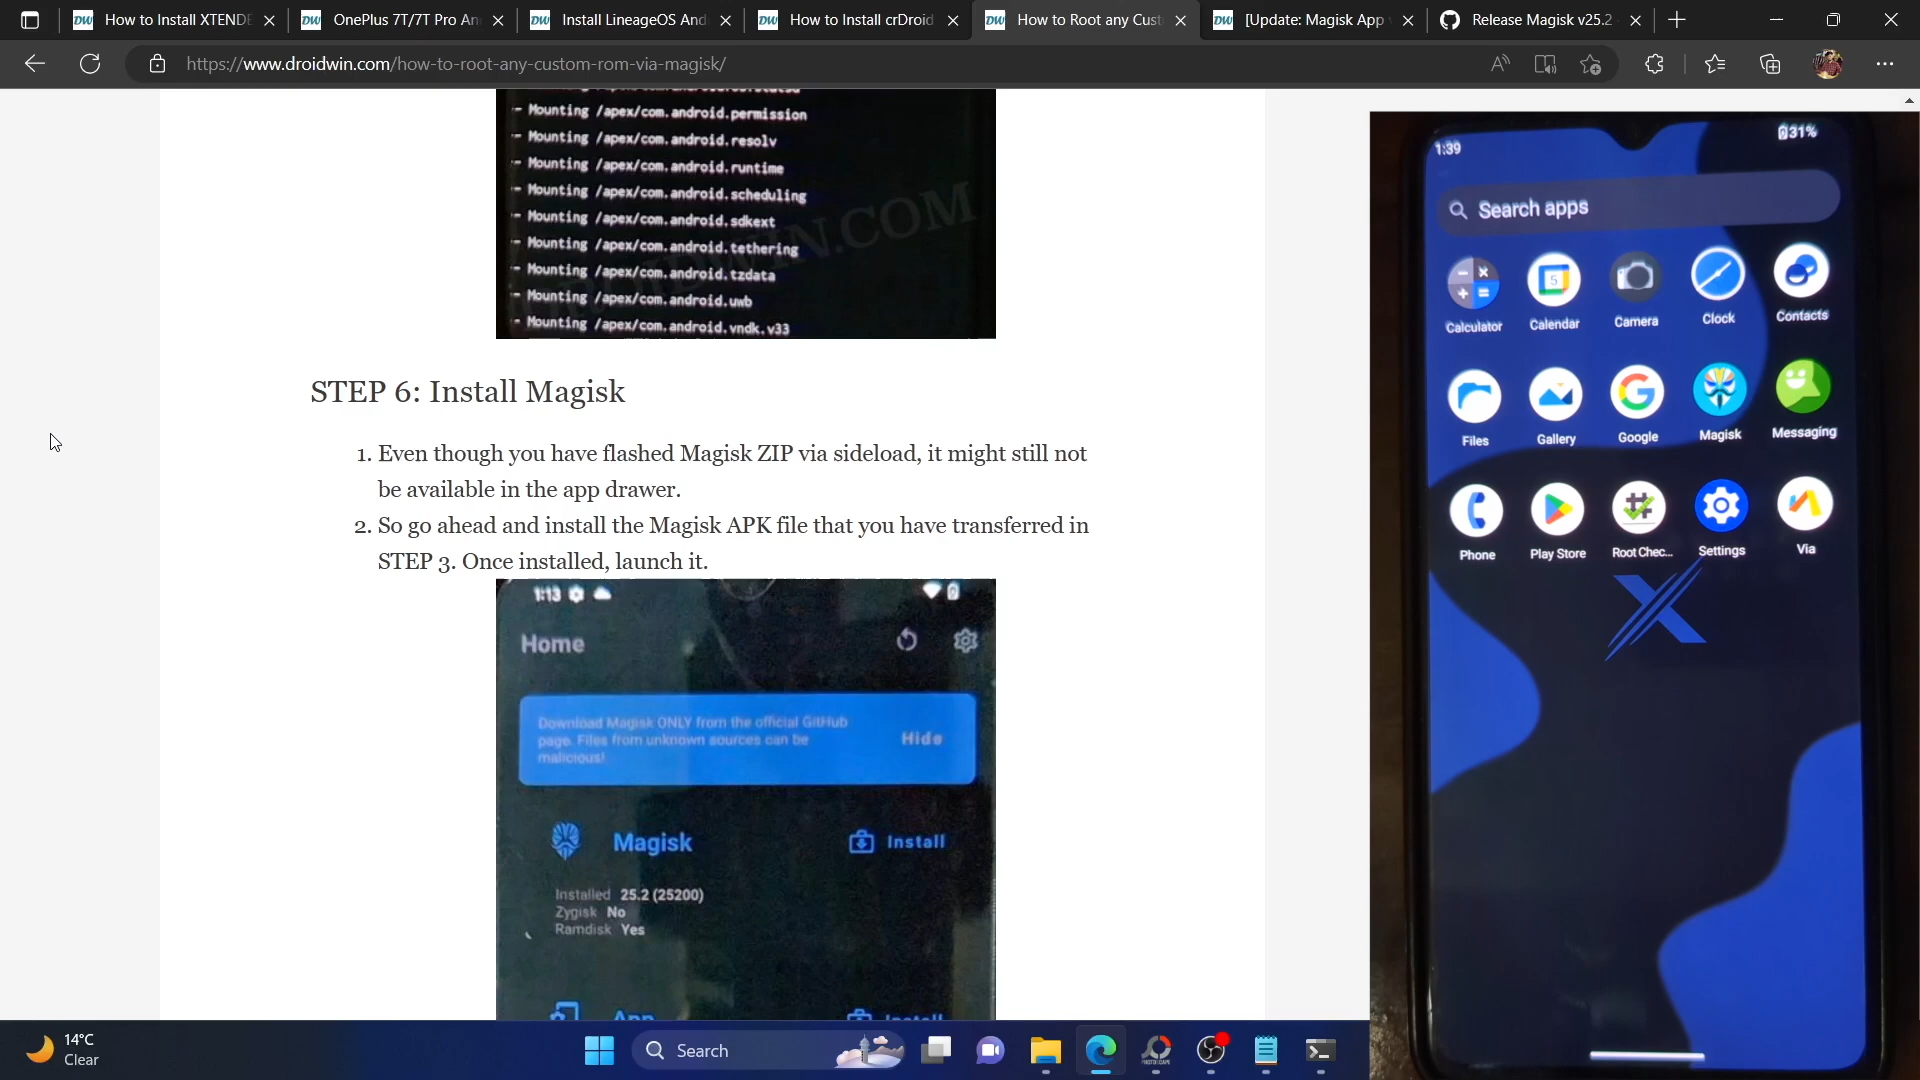 How to Install XTENDE
OnePlus 7T/7T Pro An
Install LineageOS And
How to Install crDroid
How to Root any Cust
[Update: Magisk App
Release Magisk v25.2
https://www.droidwin.com/how-to-root-any-custom-rom-via-magisk/
- Mounting /apex/com.android.permission
- Mounting /apex/com.android.resolv
- Mounting /apex/com.android.runtime
- Mounting /apex/com.android.scheduling
- Mounting /apex/com.android.sdkext
- Mounting /apex/com.android.tethering
- Mounting /apex/com.android.tzdata
- Mounting /apex/com.android.uwb
- Mounting /apex/com.android.vndk.v33
STEP 6: Install Magisk
1. Even though you have flashed Magisk ZIP via sideload, it might still not
be available in the app drawer.
2. So go ahead and install the Magisk APK file that you have transferred in
STEP 3. Once installed, launch it.
1:13
Home
Download Magisk ONLY from the official GitHub
page. Files from unknown sources can be
malicious!
Hide
Magisk
Install
Installed 25.2 (25200)
Zygisk No
Ramdisk Yes
App
Install
1:39
31%
Search apps
Calculator
Calendar
Camera
Clock
Contacts
Files
Gallery
Google
Magisk
Messaging
Phone
Play Store
Root Chec...
Settings
Via
14°C
Clear
Search